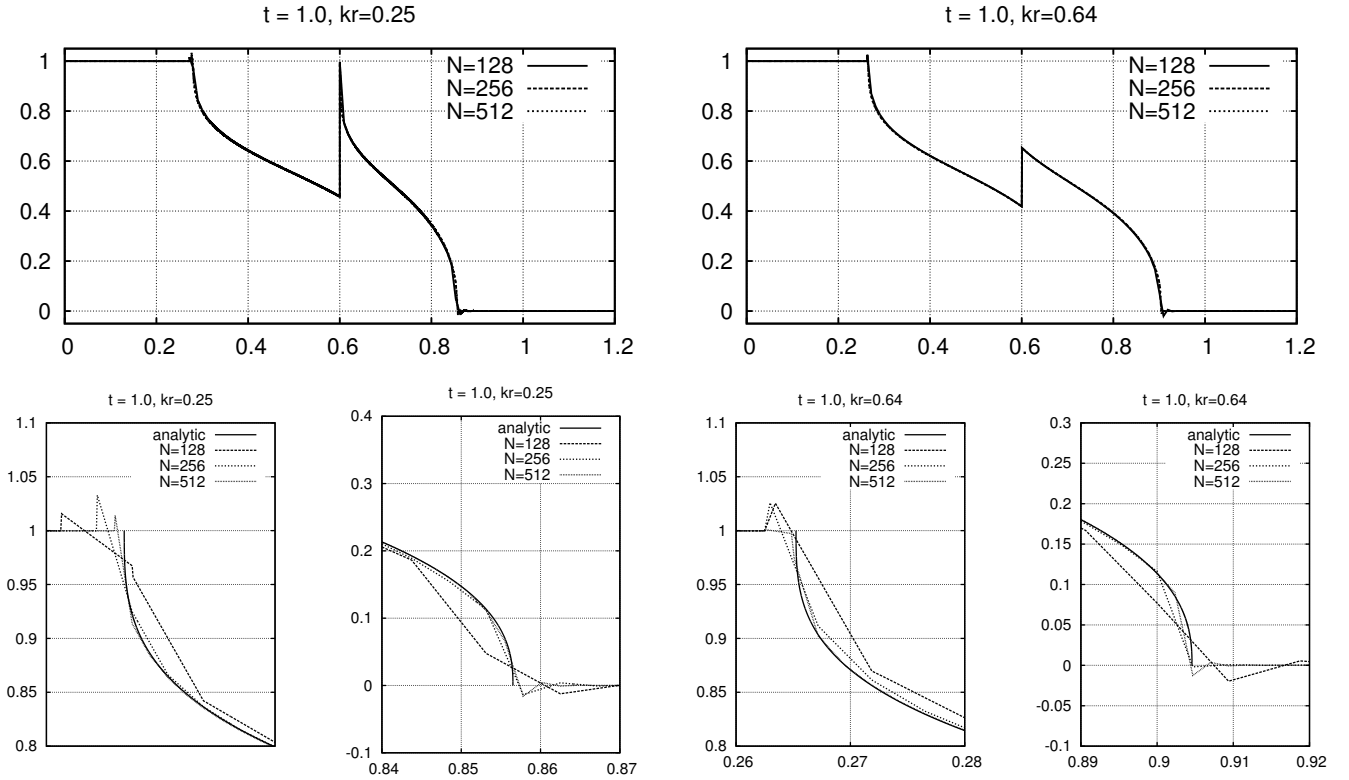 t = 1.0, kr=0.25
1
0.8
0.6
0.4
0.2
0
0 0.2 0.4 0.6 0.8 1 1.2
N=128
N=256
N=512
t = 1.0, kr=0.64
1
0.8
0.6
0.4
0.2
0
0 0.2 0.4 0.6 0.8 1 1.2
N=128
N=256
N=512
t = 1.0, kr=0.25
1.1
1.05
1
0.95
0.9
0.85
0.8
analytic
N=128
N=256
N=512
t = 1.0, kr=0.25
0.4
0.3
0.2
0.1
0
-0.1
0.84 0.85 0.86 0.87
analytic
N=128
N=256
N=512
t = 1.0, kr=0.64
1.1
1.05
1
0.95
0.9
0.85
0.8
0.26 0.27 0.28
analytic
N=128
N=256
N=512
t = 1.0, kr=0.64
0.3
0.25
0.2
0.15
0.1
0.05
0
-0.05
-0.1
0.89 0.9 0.91 0.92
analytic
N=128
N=256
N=512